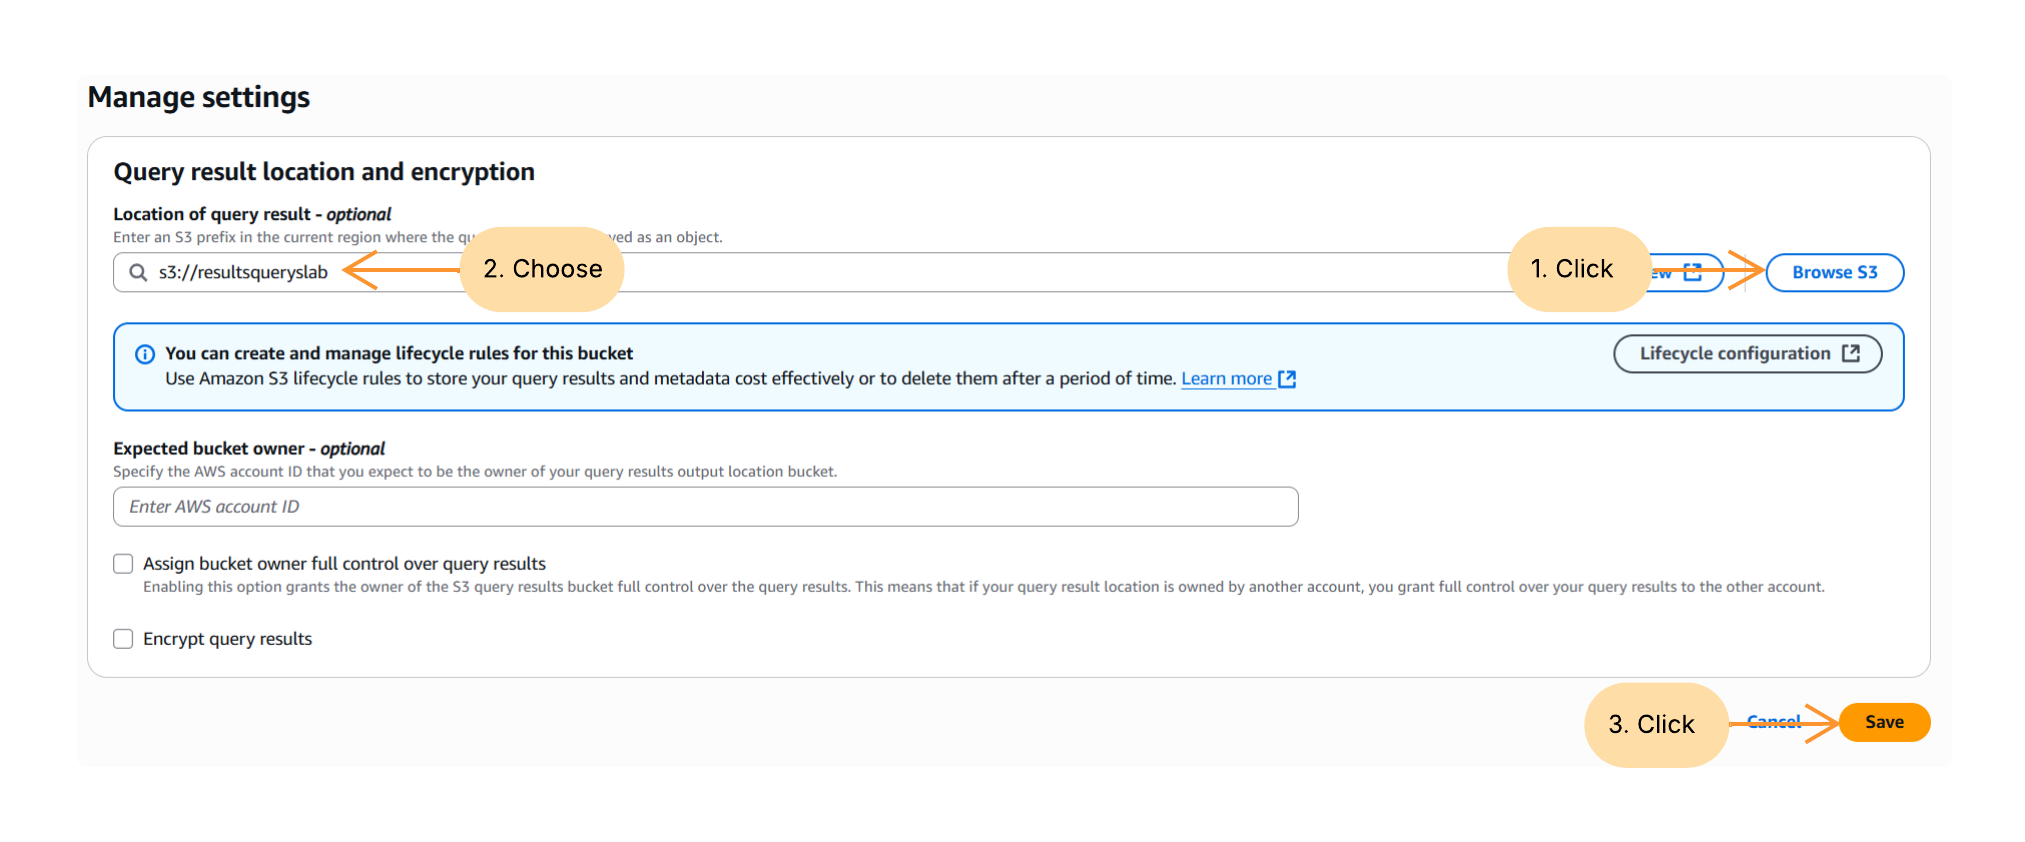 Manage settings
Query result location and encryption
Location of query result - optional
Enter an S3 prefix in the current region where the as an object.
s3://resultsqueryslab
2. Choose
1. Click
Browse S3
You can create and manage lifecycle rules for this bucket
Lifecycle configuration
Use Amazon S3 lifecycle rules to store your query results and metadata cost effectively or to delete them after a period of time. Learn more
Expected bucket owner - optional
Specify the AWS account ID that you expect to be the owner of your query results output location bucket.
Enter AWS account ID
Assign bucket owner full control over query results
Enabling this option grants the owner of the S3 query results bucket full control over the query results. This means that if your query result location is owned by another account, you grant full control over your query results to the other account.
Encrypt query results
3. Click
Cancel
Save